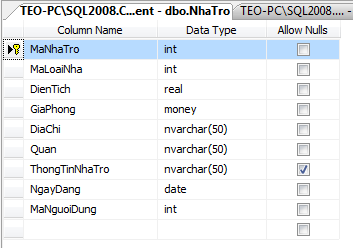 TEO-PC\SQL2008.C...ent - dbo.NhaTro TEO-PC\SQL2008.... -
Column Name Data Type Allow Nulls
MaNhaTro int
MaLoaiNha int
DienTich real
GiaPhong money
DiaChi nvarchar(50)
Quan nvarchar(50)
ThongTinNhaTro nvarchar(50)
NgayDang date
MaNguoiDung int